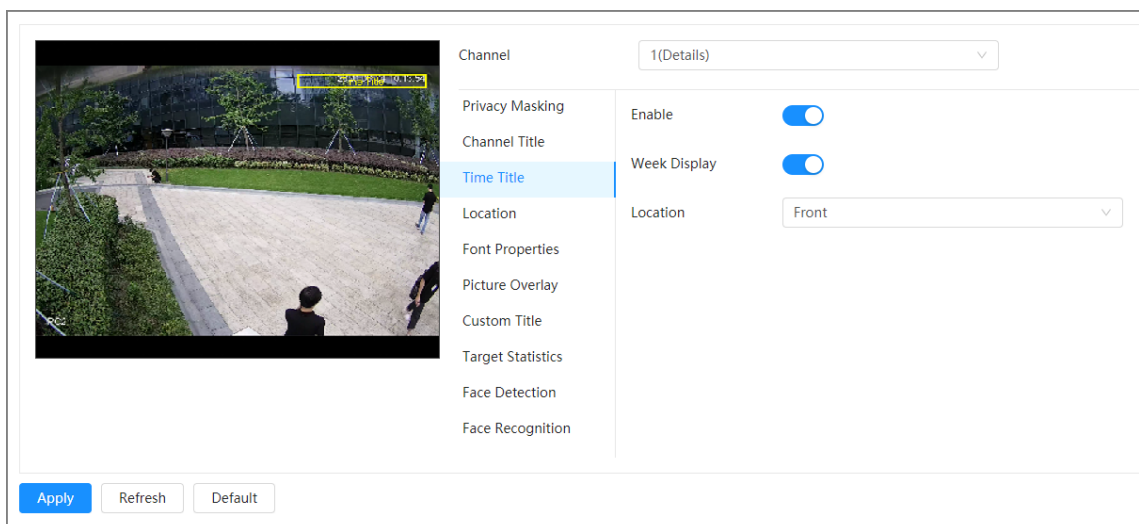 Channel
1(Details)
Privacy Masking
Channel Title
Time Title
Location
Font Properties
Picture Overlay
Custom Title
Target Statistics
Face Detection
Face Recognition
Enable
Week Display
Location
Front
Apply
Refresh
Default